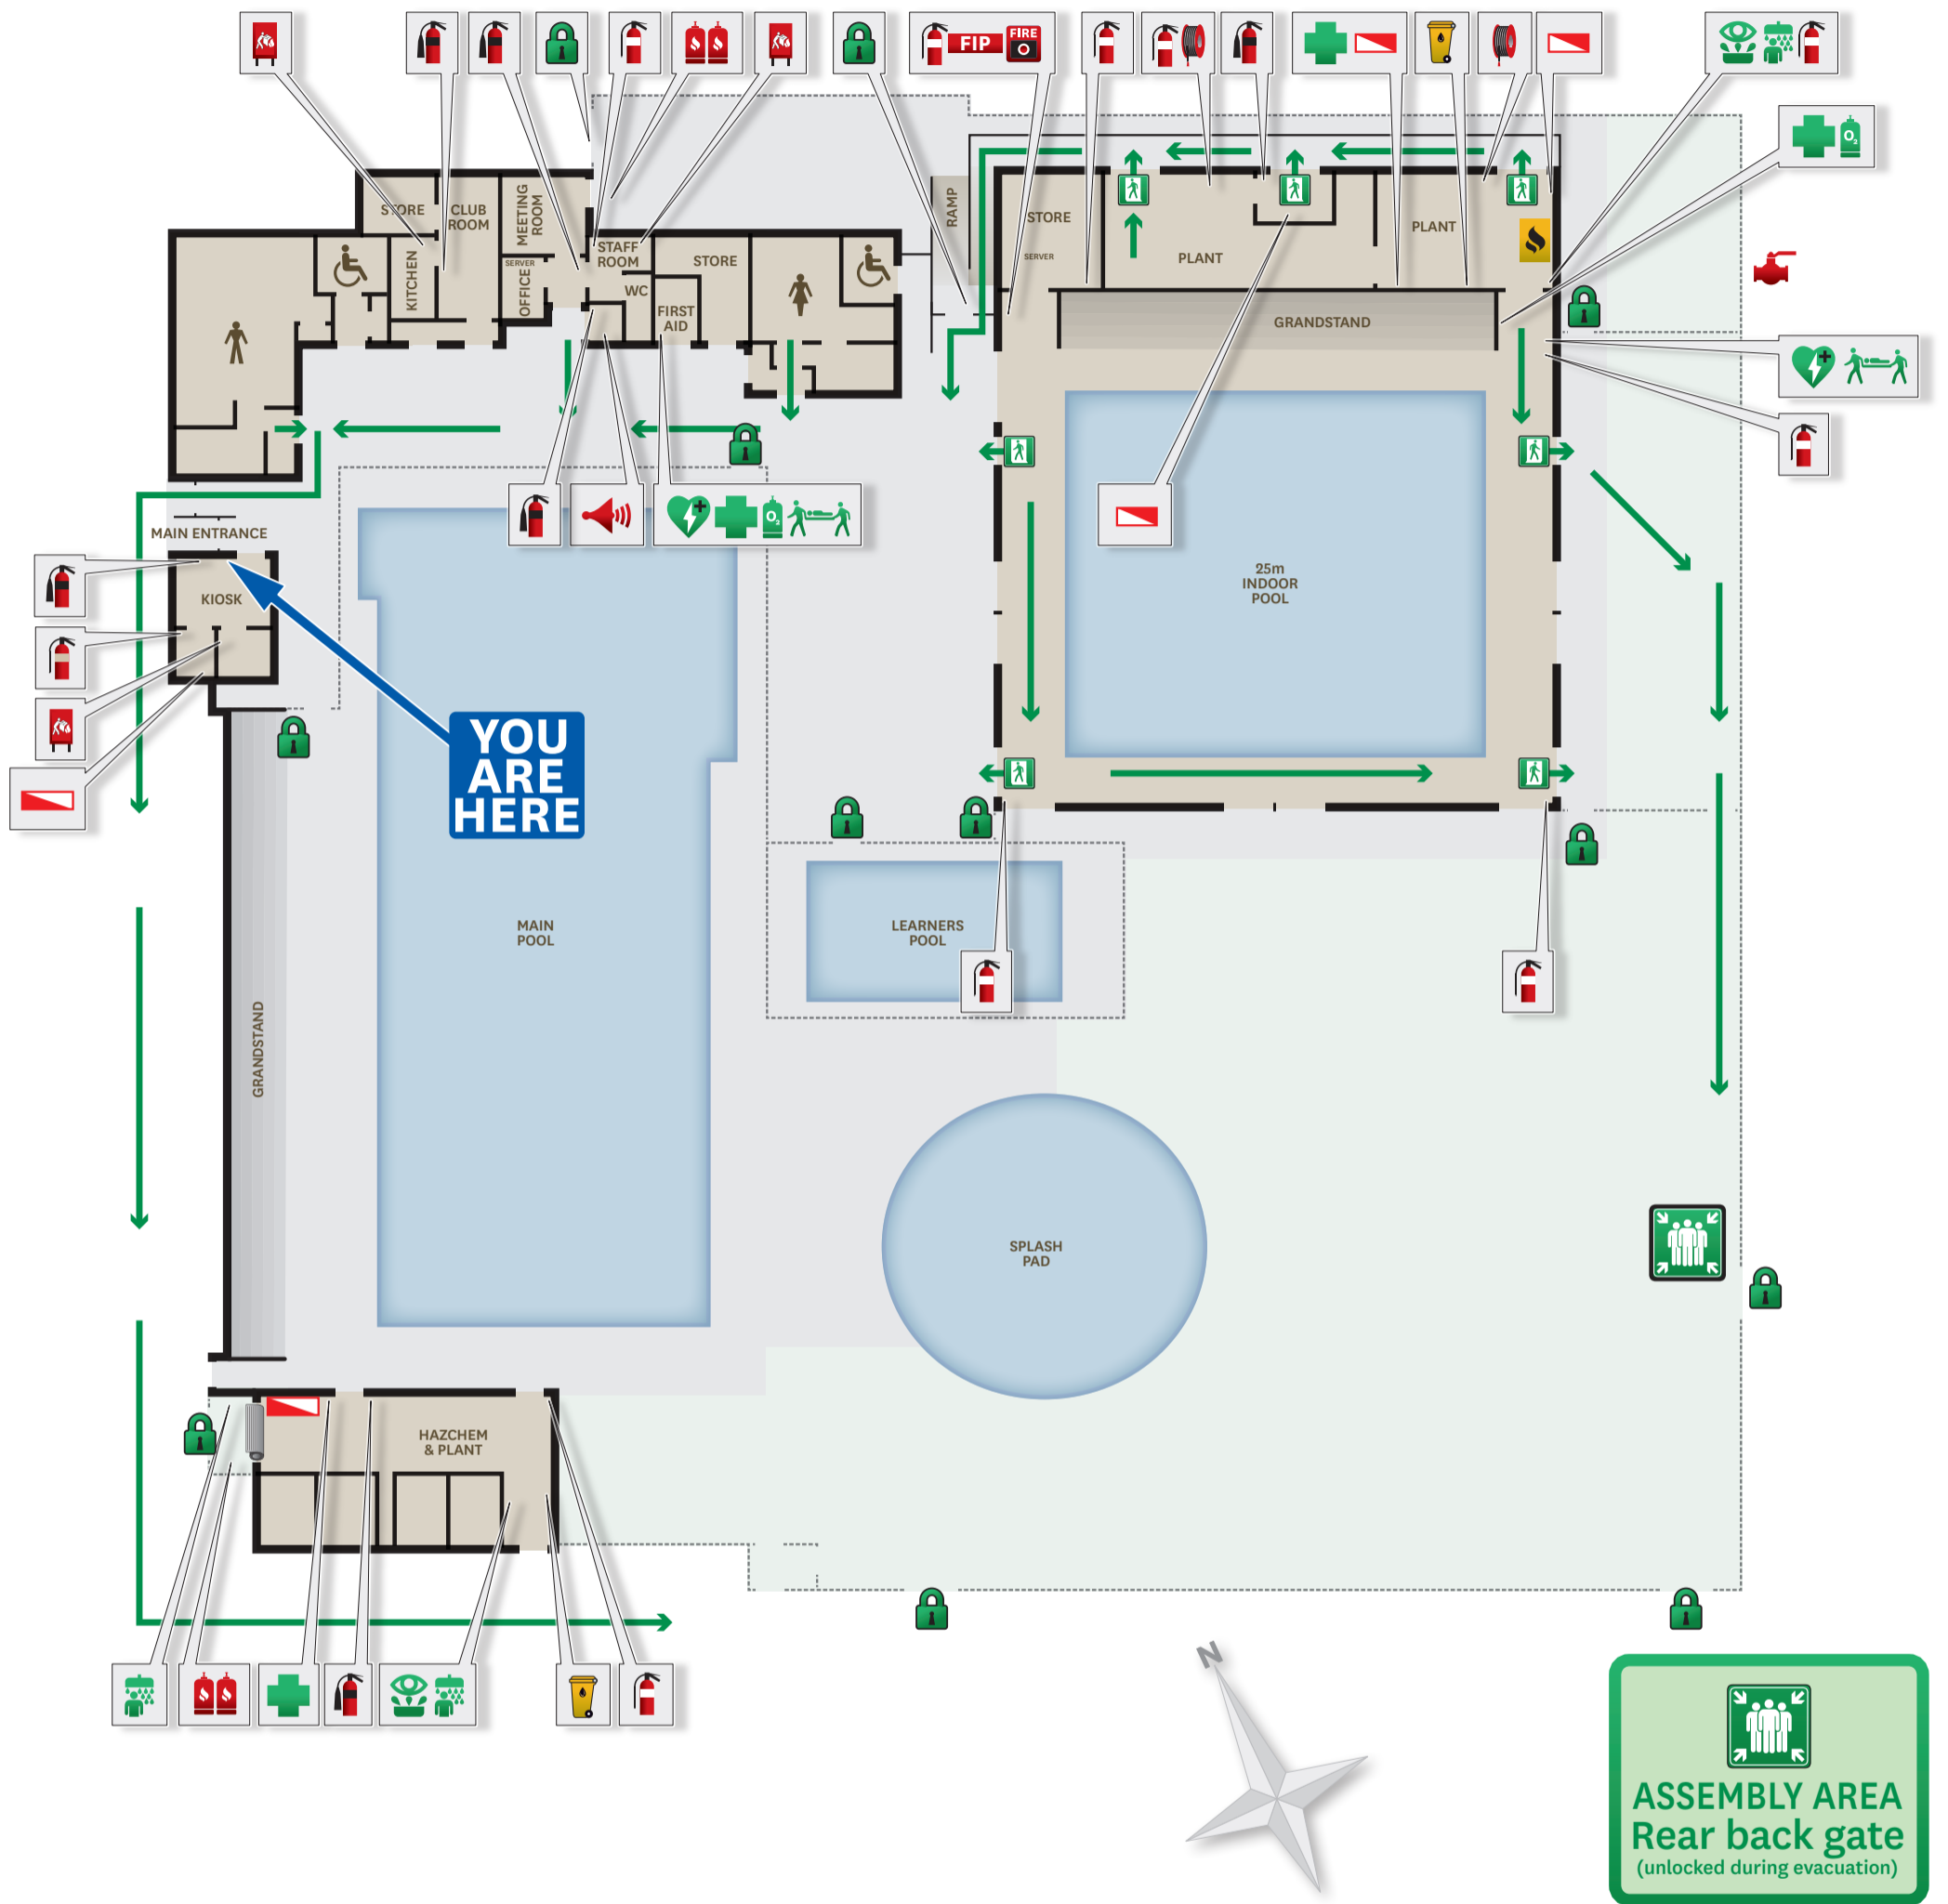 FIP
FIRE
O₂
STORE
CLUB
ROOM
MEETING
ROOM
KITCHEN
SERVER
OFFICE
STAFF
ROOM
WC
STORE
FIRST
AID
RAMP
STORE
SERVER
PLANT
PLANT
GRANDSTAND
O₂
MAIN ENTRANCE
KIOSK
25m
INDOOR
POOL
YOU
ARE
HERE
MAIN
POOL
LEARNERS
POOL
GRANDSTAND
SPLASH
PAD
HAZCHEM
& PLANT
N
ASSEMBLY AREA
Rear back gate
(unlocked during evacuation)